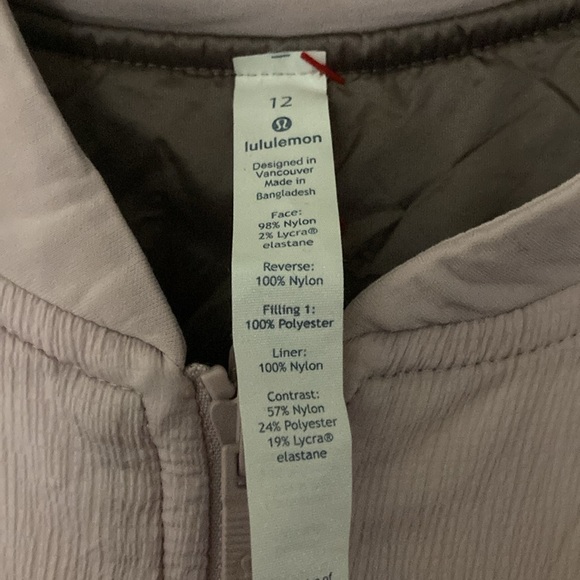 12
lululemon
Designed in
Vancouver
Made in
Bangladesh
Face:
98% Nylon
2% Lycra®
elastane
Reverse:
100% Nylon
Filling 1:
100% Polyester
Liner:
100% Nylon
Contrast:
57% Nylon
24% Polyester
19% Lycra®
elastane
of